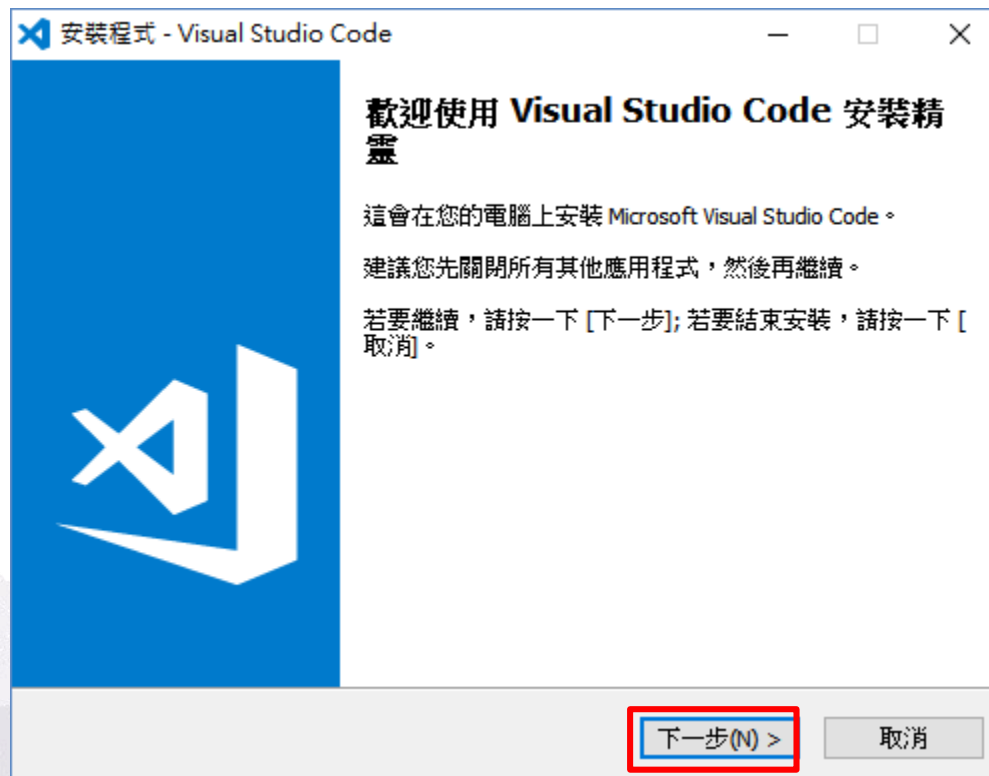 安裝程式 - Visual Studio Code
歡迎使用 Visual Studio Code 安裝精
靈
這會在您的電腦上安裝 Microsoft Visual Studio Code。
建議您先關閉所有其他應用程式，然後再繼續。
若要繼續，請按一下 [下一步]; 若要結束安裝，請按一下 [
取消]。
下一步(N) >
取消